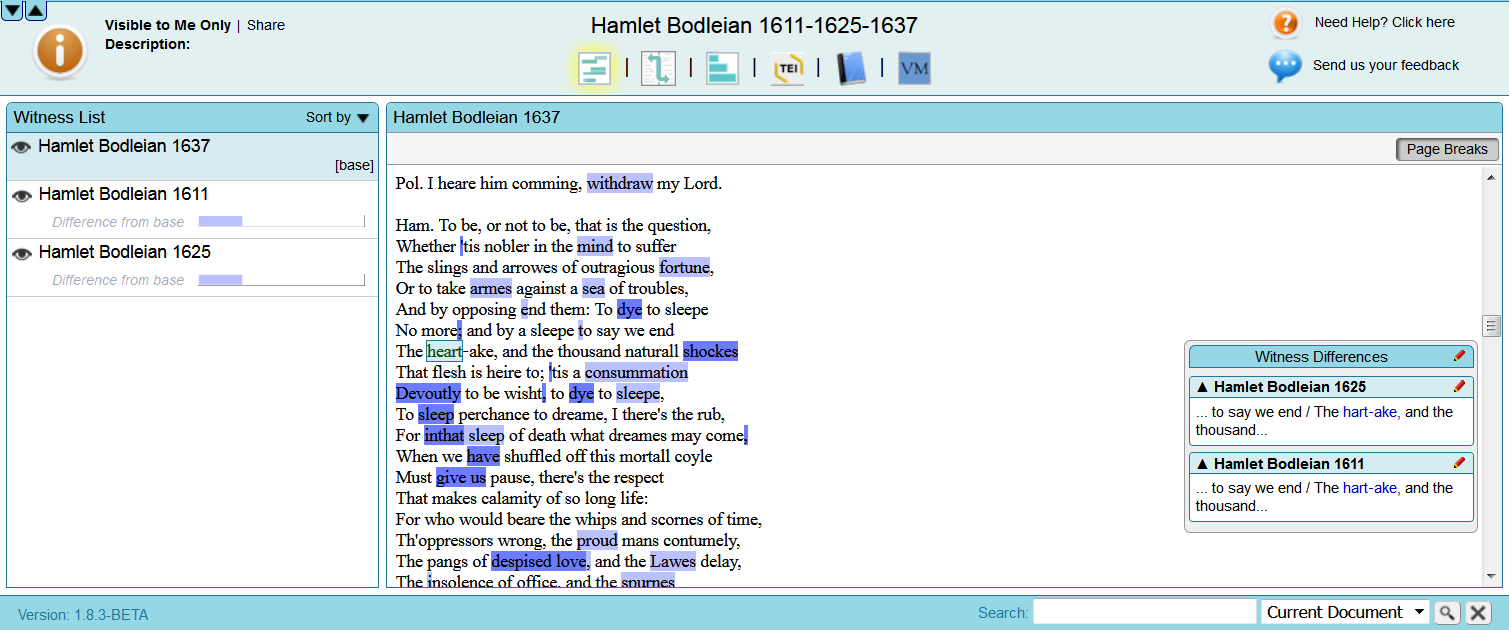 Visible to Me Only | Share
Description:
Hamlet Bodleian 1611-1625-1637
TEI
VM
Need Help? Click here
Send us your feedback
Witness List
Sort by ▼
Hamlet Bodleian 1637
[base]
Hamlet Bodleian 1611
Difference from base
Hamlet Bodleian 1625
Difference from base
Hamlet Bodleian 1637
Page Breaks
Pol. I heare him comming, withdraw my Lord.
Ham. To be, or not to be, that is the question,
Whether 'tis nobler in the mind to suffer
The slings and arrowes of outragious fortune,
Or to take armes against a sea of troubles,
And by opposing end them: To dye to sleepe
No more; and by a sleepe to say we end
The heart-ake, and the thousand naturall shockes
That flesh is heire to; 'tis a consummation
Devoutly to be wisht, to dye to sleepe,
To sleep perchance to dreame, I there's the rub,
For inthat sleep of death what dreames may come,
When we have shuffled off this mortall coyle
Must give us pause, there's the respect
That makes calamity of so long life:
For who would beare the whips and scornes of time,
Th'oppressors wrong, the proud mans contumely,
The pangs of despised love, and the Lawes delay,
The insolence of office, and the spurnes
Witness Differences
▲ Hamlet Bodleian 1625
... to say we end / The hart-ake, and the
thousand...
▲ Hamlet Bodleian 1611
... to say we end / The hart-ake, and the
thousand...
Version: 1.8.3-BETA
Search:
Current Document